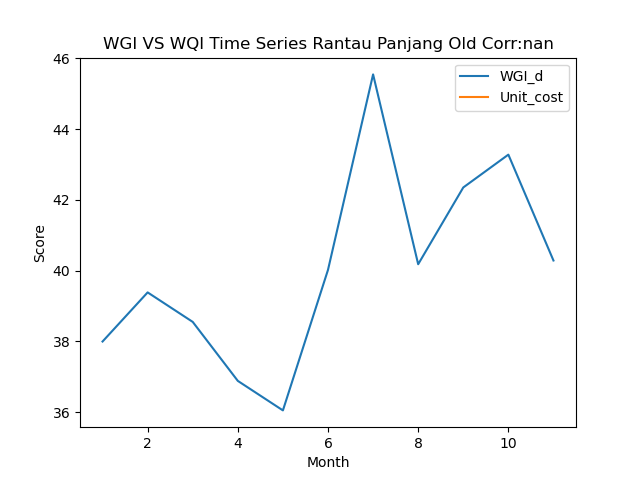 WGI VS WQI Time Series Rantau Panjang Old Corr:nan
46
44
42
40
38
36
Score
WGI_d
Unit_cost
2 4 6 8 10
Month